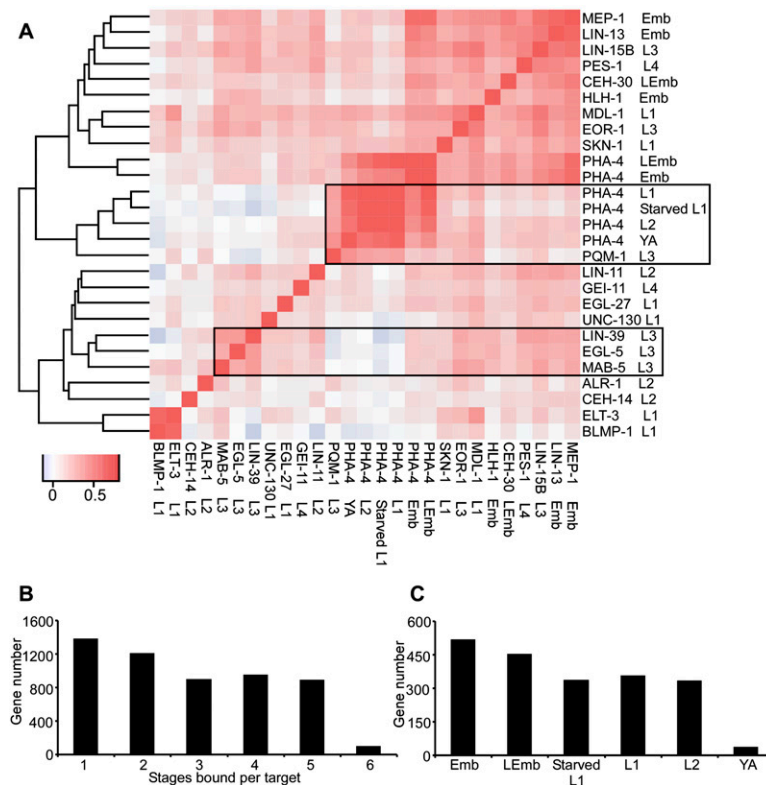 A
MEP-1 Emb
LIN-13 Emb
LIN-15B L3
PES-1 L4
CEH-30 LEmb
HLH-1 Emb
MDL-1 L1
EOR-1 L3
SKN-1 L1
PHA-4 LEmb
PHA-4 Emb
PHA-4 L1
PHA-4 Starved L1
PHA-4 L2
PHA-4 YA
PQM-1 L3
LIN-11 L2
GEI-11 L4
EGL-27 L1
UNC-130 L1
LIN-39 L3
EGL-5 L3
MAB-5 L3
ALR-1 L2
CEH-14 L2
ELT-3 L1
BLMP-1 L1
0 0.5
BLMP-1 L1
ELT-3 L1
CEH-14 L2
ALR-1 L2
MAB-5 L3
EGL-5 L3
LIN-39 L3
UNC-130 L1
EGL-27 L1
GEI-11 L4
LIN-11 L2
PQM-1 L3
PHA-4 YA
PHA-4 L2
PHA-4 Starved L1
PHA-4 L1
PHA-4 Emb
PHA-4 LEmb
SKN-1 L1
EOR-1 L3
MDL-1 L1
HLH-1 Emb
CEH-30 LEmb
PES-1 L4
LIN-15B L3
LIN-13 Emb
MEP-1 Emb
B
Gene number
1600
1200
800
400
0
1 2 3 4 5 6
Stages bound per target
C
Gene number
600
450
300
150
0
Emb LEmb Starved L1 L2 YA
L1